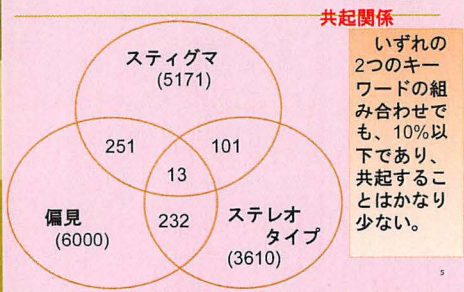 共起関係
スティグマ
(5171)
いずれの
2つのキー
ワードの組
み合わせで
も、10%以
下であり、
共起するこ
とはかなり
少ない。
251
101
13
偏見
(6000)
232
ステレオ
タイプ
(3610)
5